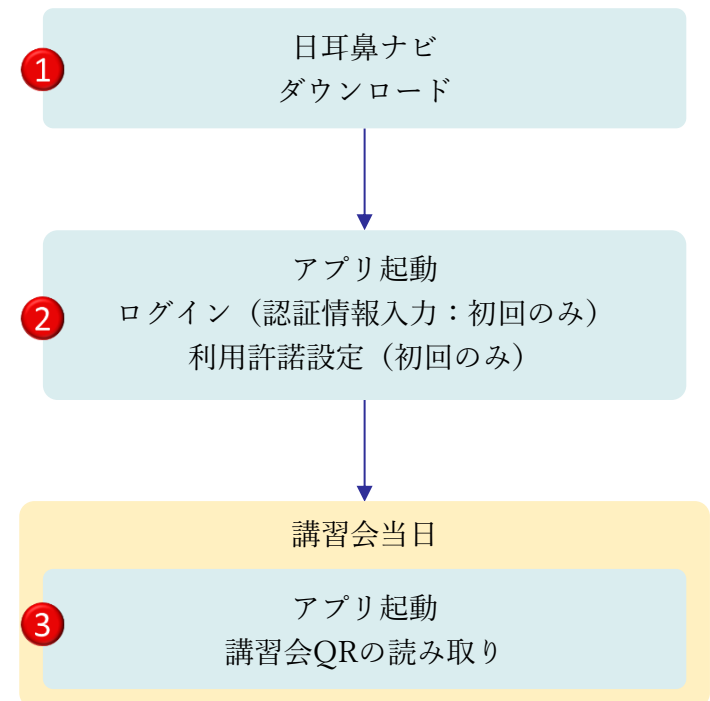 1
日耳鼻ナビ
ダウンロード
2
アプリ起動
ログイン（認証情報入力：初回のみ）
利用許諾設定（初回のみ）
講習会当日
3
アプリ起動
講習会QRの読み取り